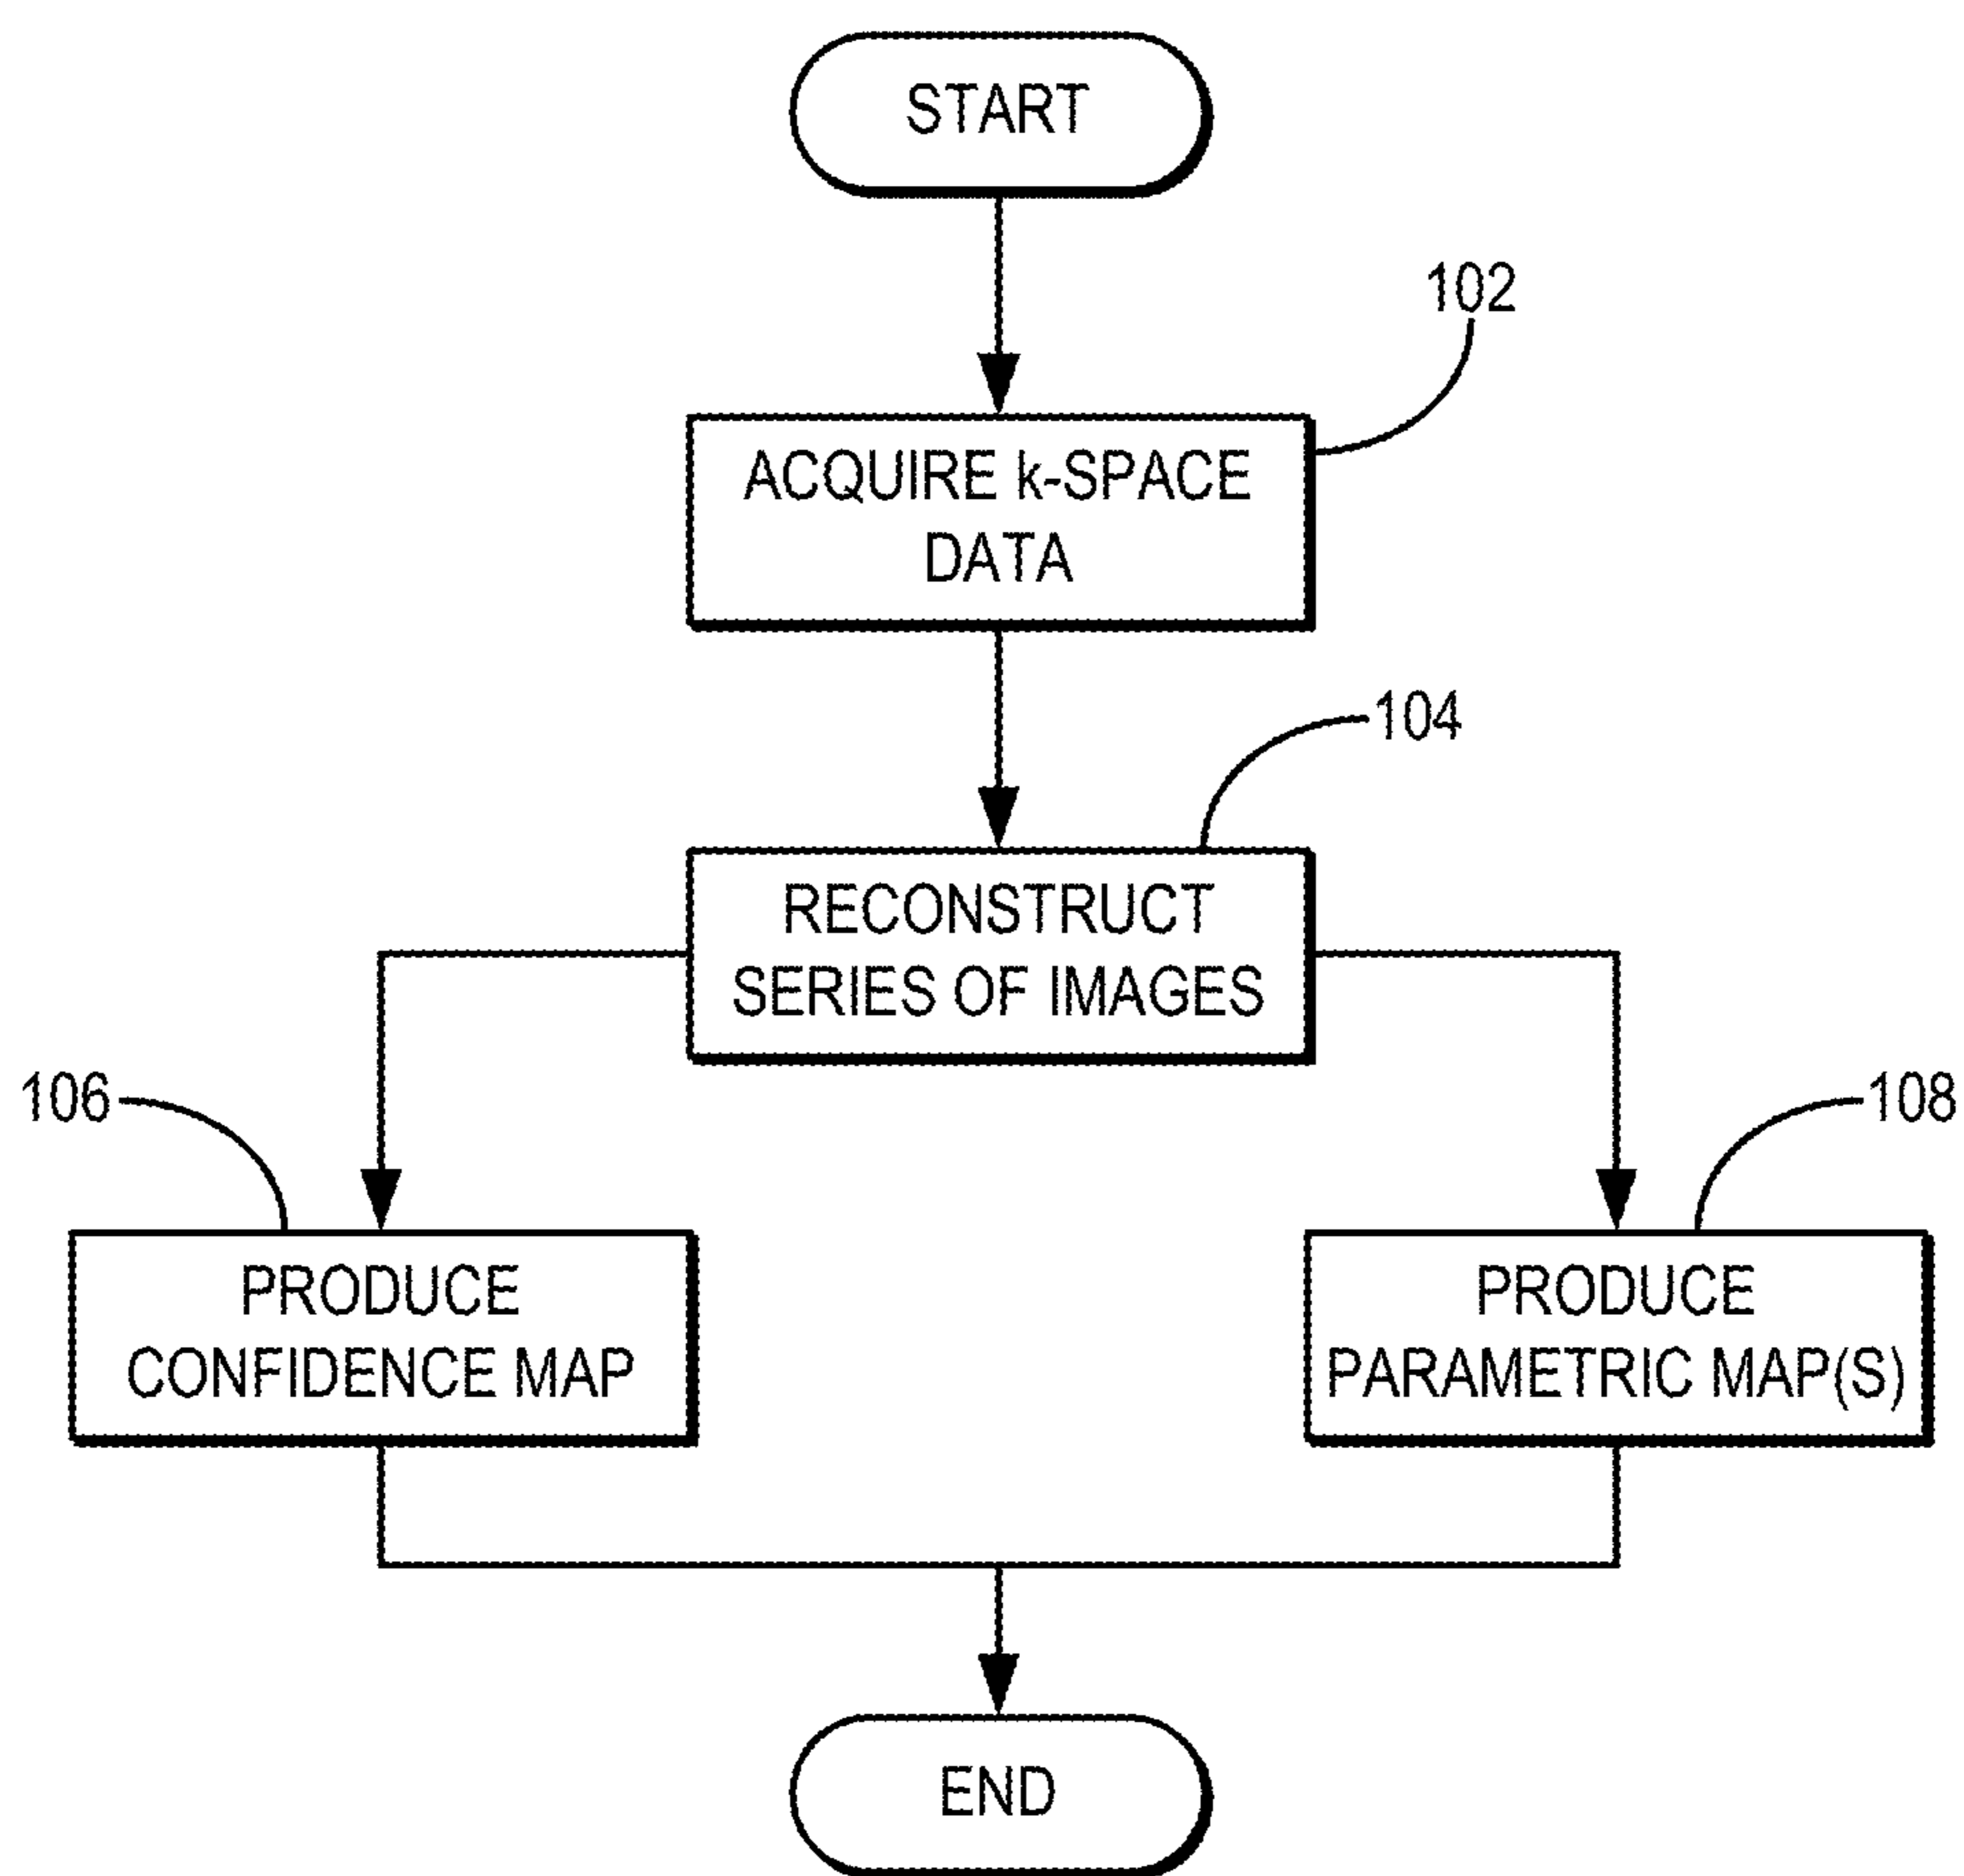 START
102
ACQUIRE k-SPACE
DATA
104
RECONSTRUCT
SERIES OF IMAGES
106
108
PRODUCE
CONFIDENCE MAP
PRODUCE
PARAMETRIC MAP(S)
END